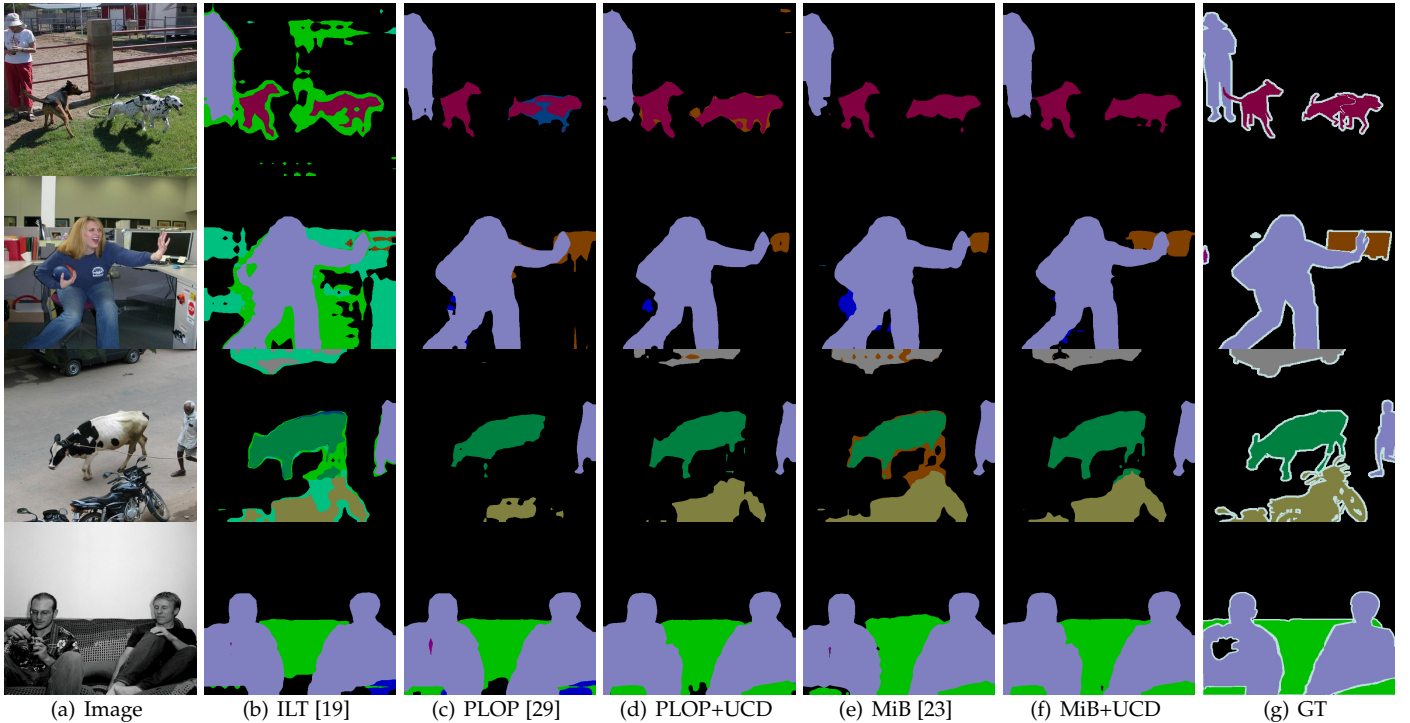 (a) Image
(b) ILT [19]
(c) PLOP [29]
(d) PLOP+UCD
(e) MiB [23]
(f) MiB+UCD
(g) GT